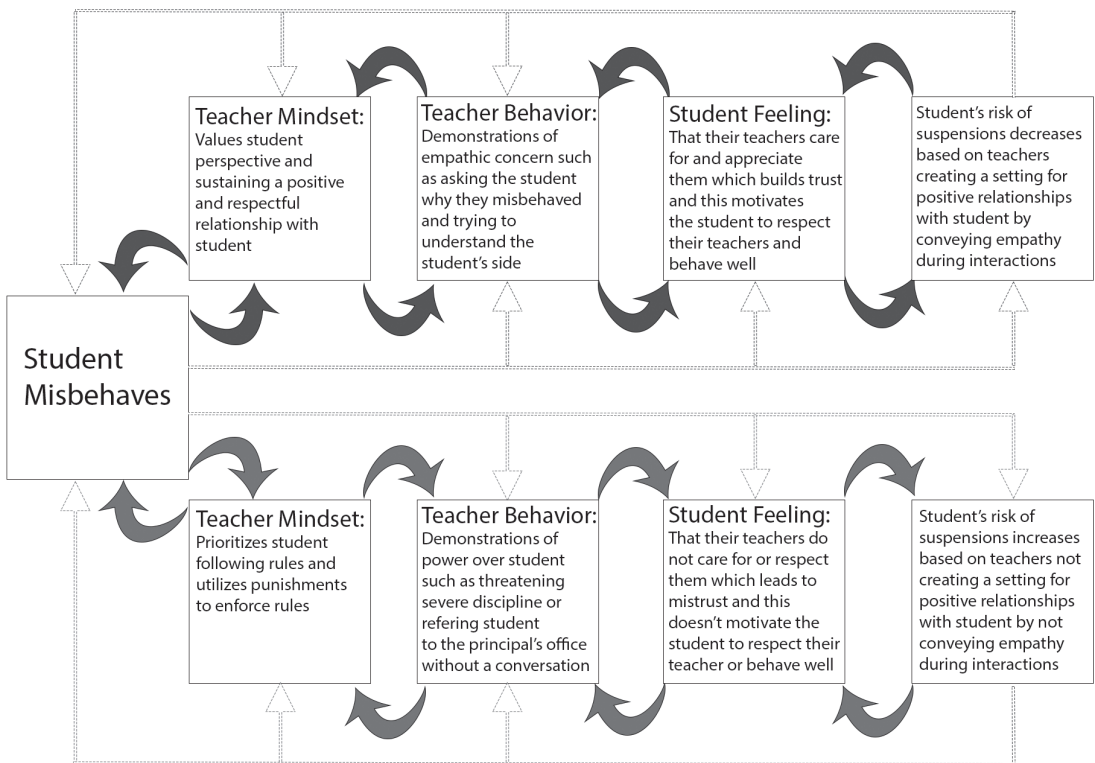 Student
Misbehaves
Teacher Mindset:
Values student
perspective and
sustaining a positive
and respectful
relationship with
student
Teacher Behavior:
Demonstrations of
empathic concern such
as asking the student
why they misbehaved
and trying to
understand the
student's side
Student Feeling:
That their teachers care
for and appreciate
them which builds trust
and this motivates
the student to respect
their teachers and
behave well
Student's risk of
suspensions decreases
based on teachers
creating a setting for
positive relationships
with student by
conveying empathy
during interactions
Teacher Mindset:
Prioritizes student
following rules and
utilizes punishments
to enforce rules
Teacher Behavior:
Demonstrations of
power over student
such as threatening
severe discipline or
refering student
to the principal's office
without a conversation
Student Feeling:
That their teachers do
not care for or respect
them which leads to
mistrust and this
doesn't motivate the
student to respect their
teacher or behave well
Student's risk of
suspensions increases
based on teachers not
creating a setting for
positive relationships
with student by not
conveying empathy
during interactions